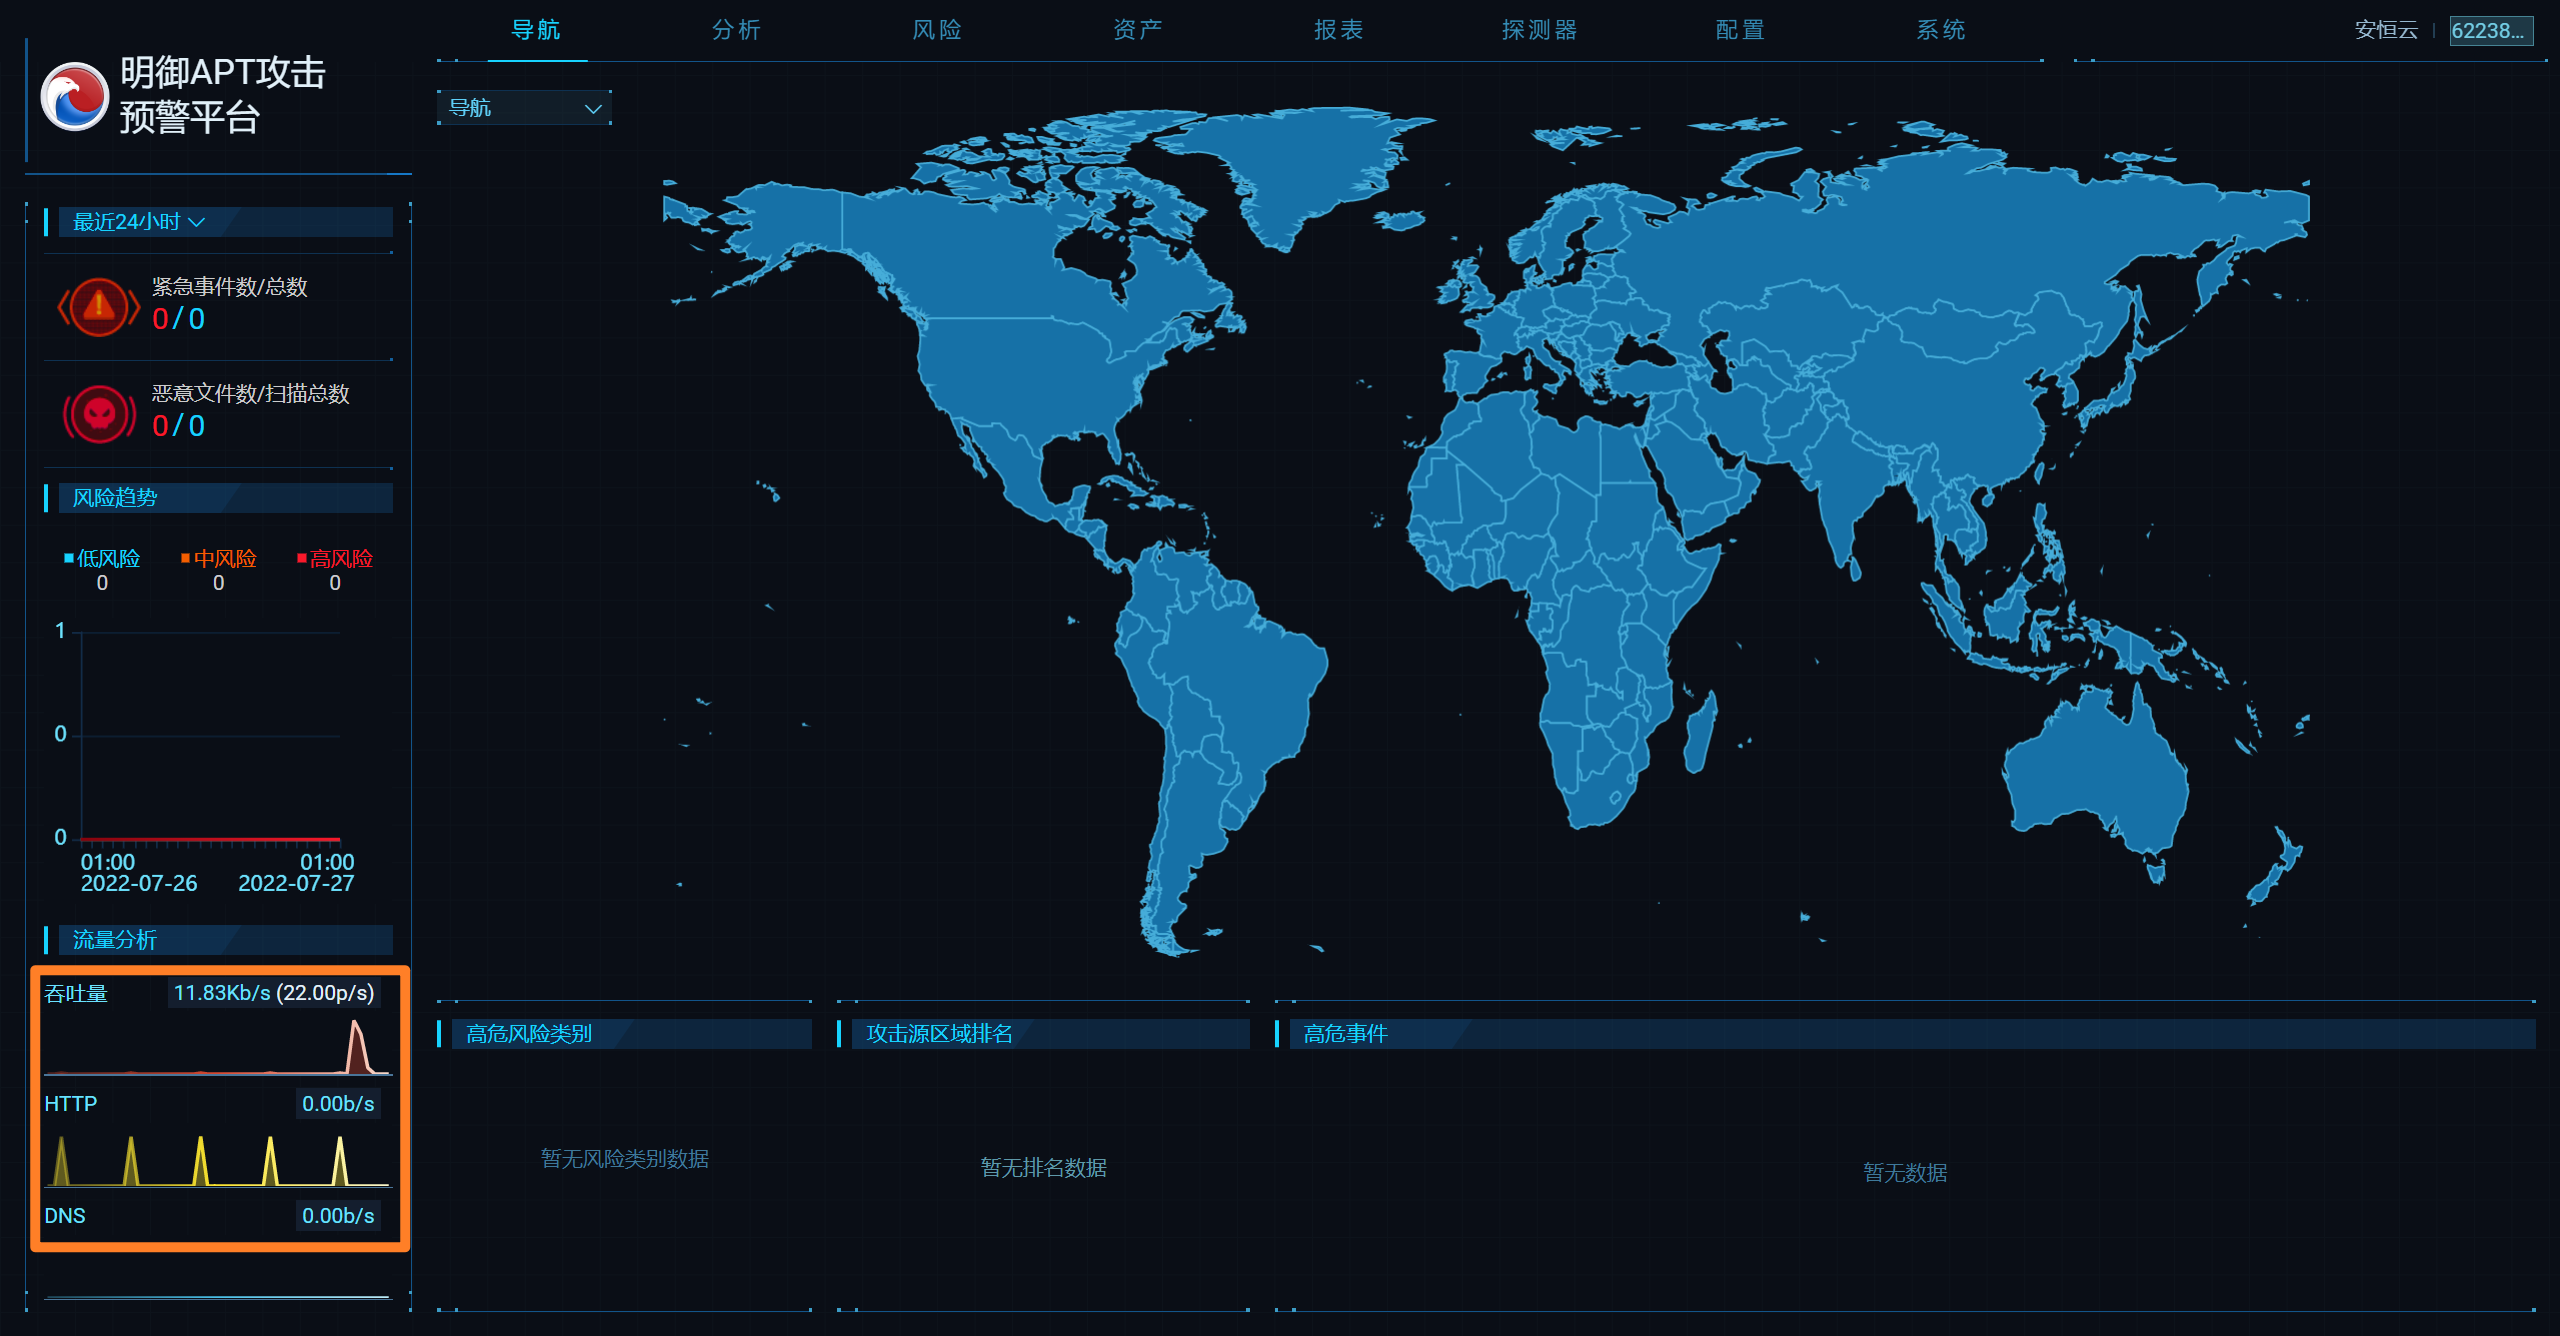 明御APT攻击
预警平台
导航
分析
风险
资产
报表
探测器
配置
系统
安恒云
62238...
导航
最近24小时
紧急事件数/总数
0/0
恶意文件数/扫描总数
0/0
风险趋势
低风险 中风险 高风险
0 0 0
1
0
0
01:00 01:00
2022-07-26 2022-07-27
流量分析
吞吐量 11.83Kb/s (22.00p/s)
HTTP 0.00b/s
DNS 0.00b/s
高危风险类别
暂无风险类别数据
攻击源区域排名
暂无排名数据
高危事件
暂无数据